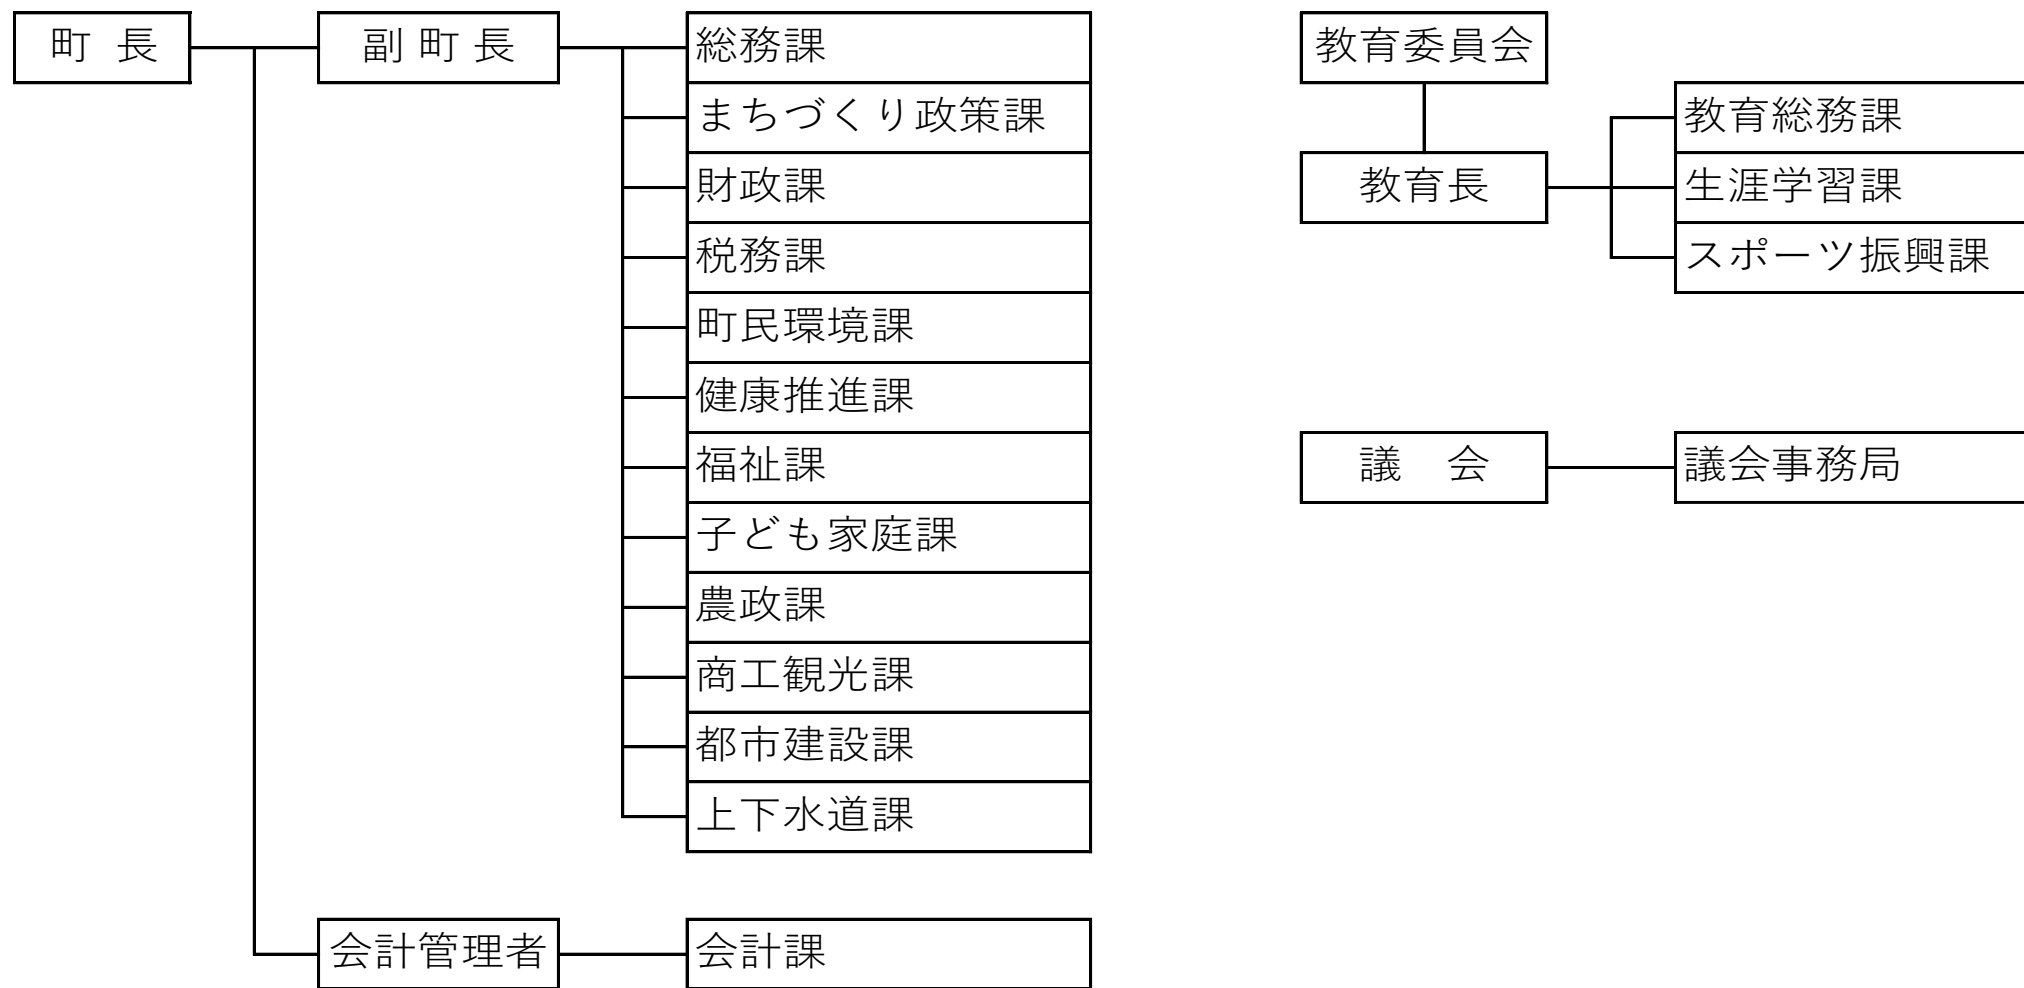 町 長
副 町 長
総務課
まちづくり政策課
財政課
税務課
町民環境課
健康推進課
福祉課
子ども家庭課
農政課
商工観光課
都市建設課
上下水道課
会計管理者
会計課
教育委員会
教育長
教育総務課
生涯学習課
スポーツ振興課
議 会
議会事務局